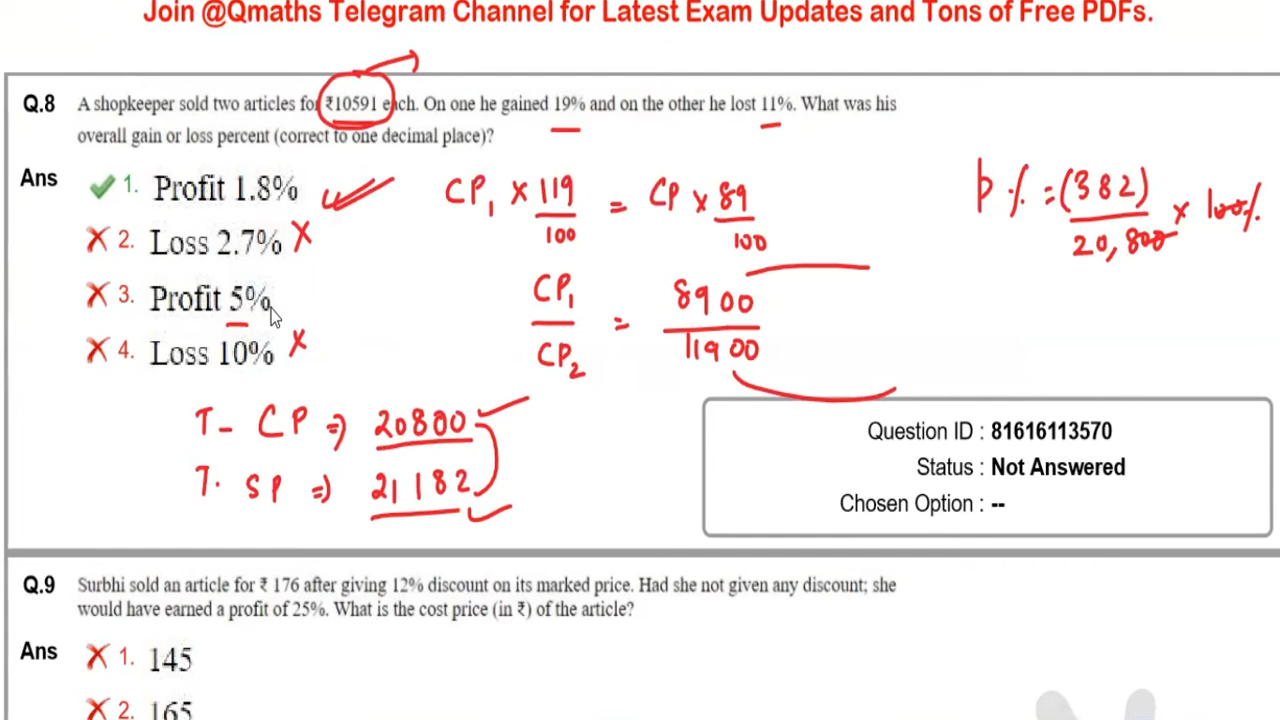 Join @Qmaths Telegram Channel for Latest Exam Updates and Tons of Free PDFs.
Q.8 A shopkeeper sold two articles for ₹10591 each. On one he gained 19% and on the other he lost 11%. What was his
overall gain or loss percent (correct to one decimal place)?
Ans 1. Profit 1.8%
2. Loss 2.7%
3. Profit 5%
4. Loss 10%
CP₁ × 119/100 = CP × 89/100
CP₁/CP₂ = 8900/11900
p % = (382)/20,800 × 100%
T - CP ⇒ 20800
T. SP ⇒ 21182
Question ID : 81616113570
Status : Not Answered
Chosen Option : --
Q.9 Surbhi sold an article for ₹ 176 after giving 12% discount on its marked price. Had she not given any discount; she
would have earned a profit of 25%. What is the cost price (in ₹) of the article?
Ans 1. 145
2. 165